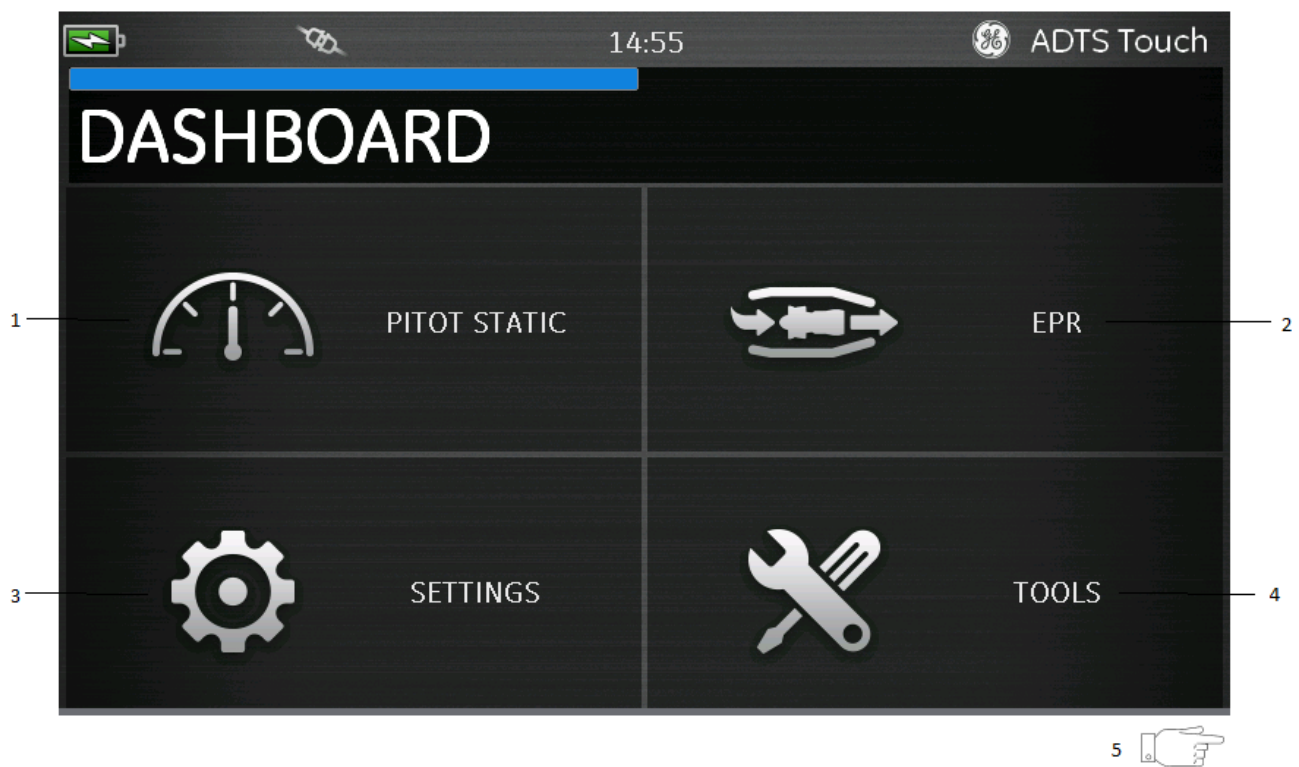 14:55 ADTS Touch
DASHBOARD
1 PITOT STATIC EPR 2
3 SETTINGS TOOLS 4
5